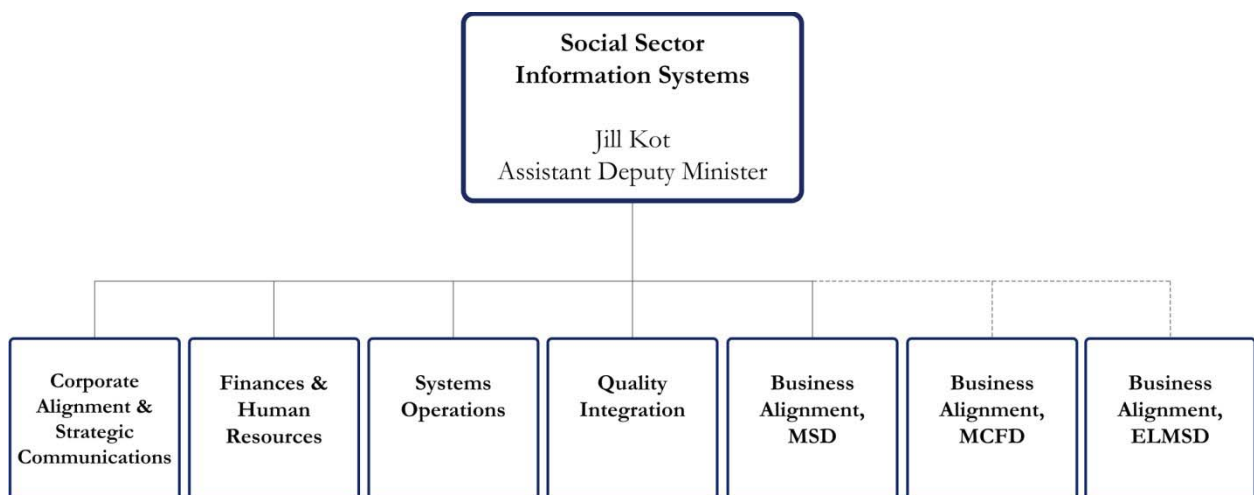 Social Sector
Information Systems
Jill Kot
Assistant Deputy Minister
Corporate
Alignment &
Strategic
Communications
Finances &
Human
Resources
Systems
Operations
Quality
Integration
Business
Alignment,
MSD
Business
Alignment,
MCFD
Business
Alignment,
ELMSD